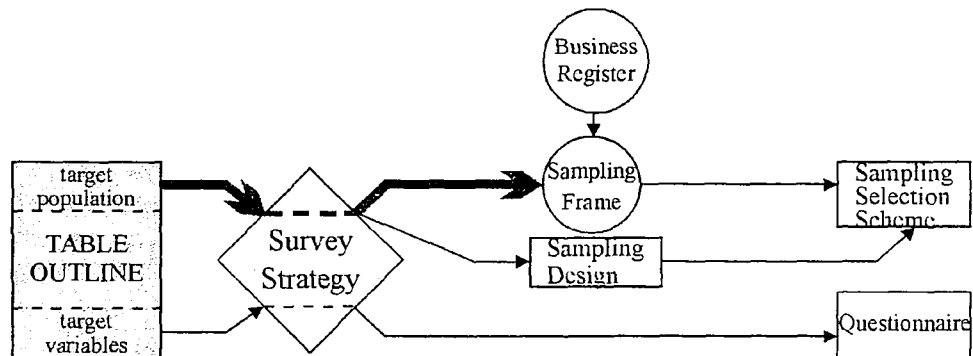 Business
Register
target
population
TABLE
OUTLINE
target
variables
Survey
Strategy
Sampling
Frame
Sampling
Design
Sampling
Selection
Scheme
Questionnaire